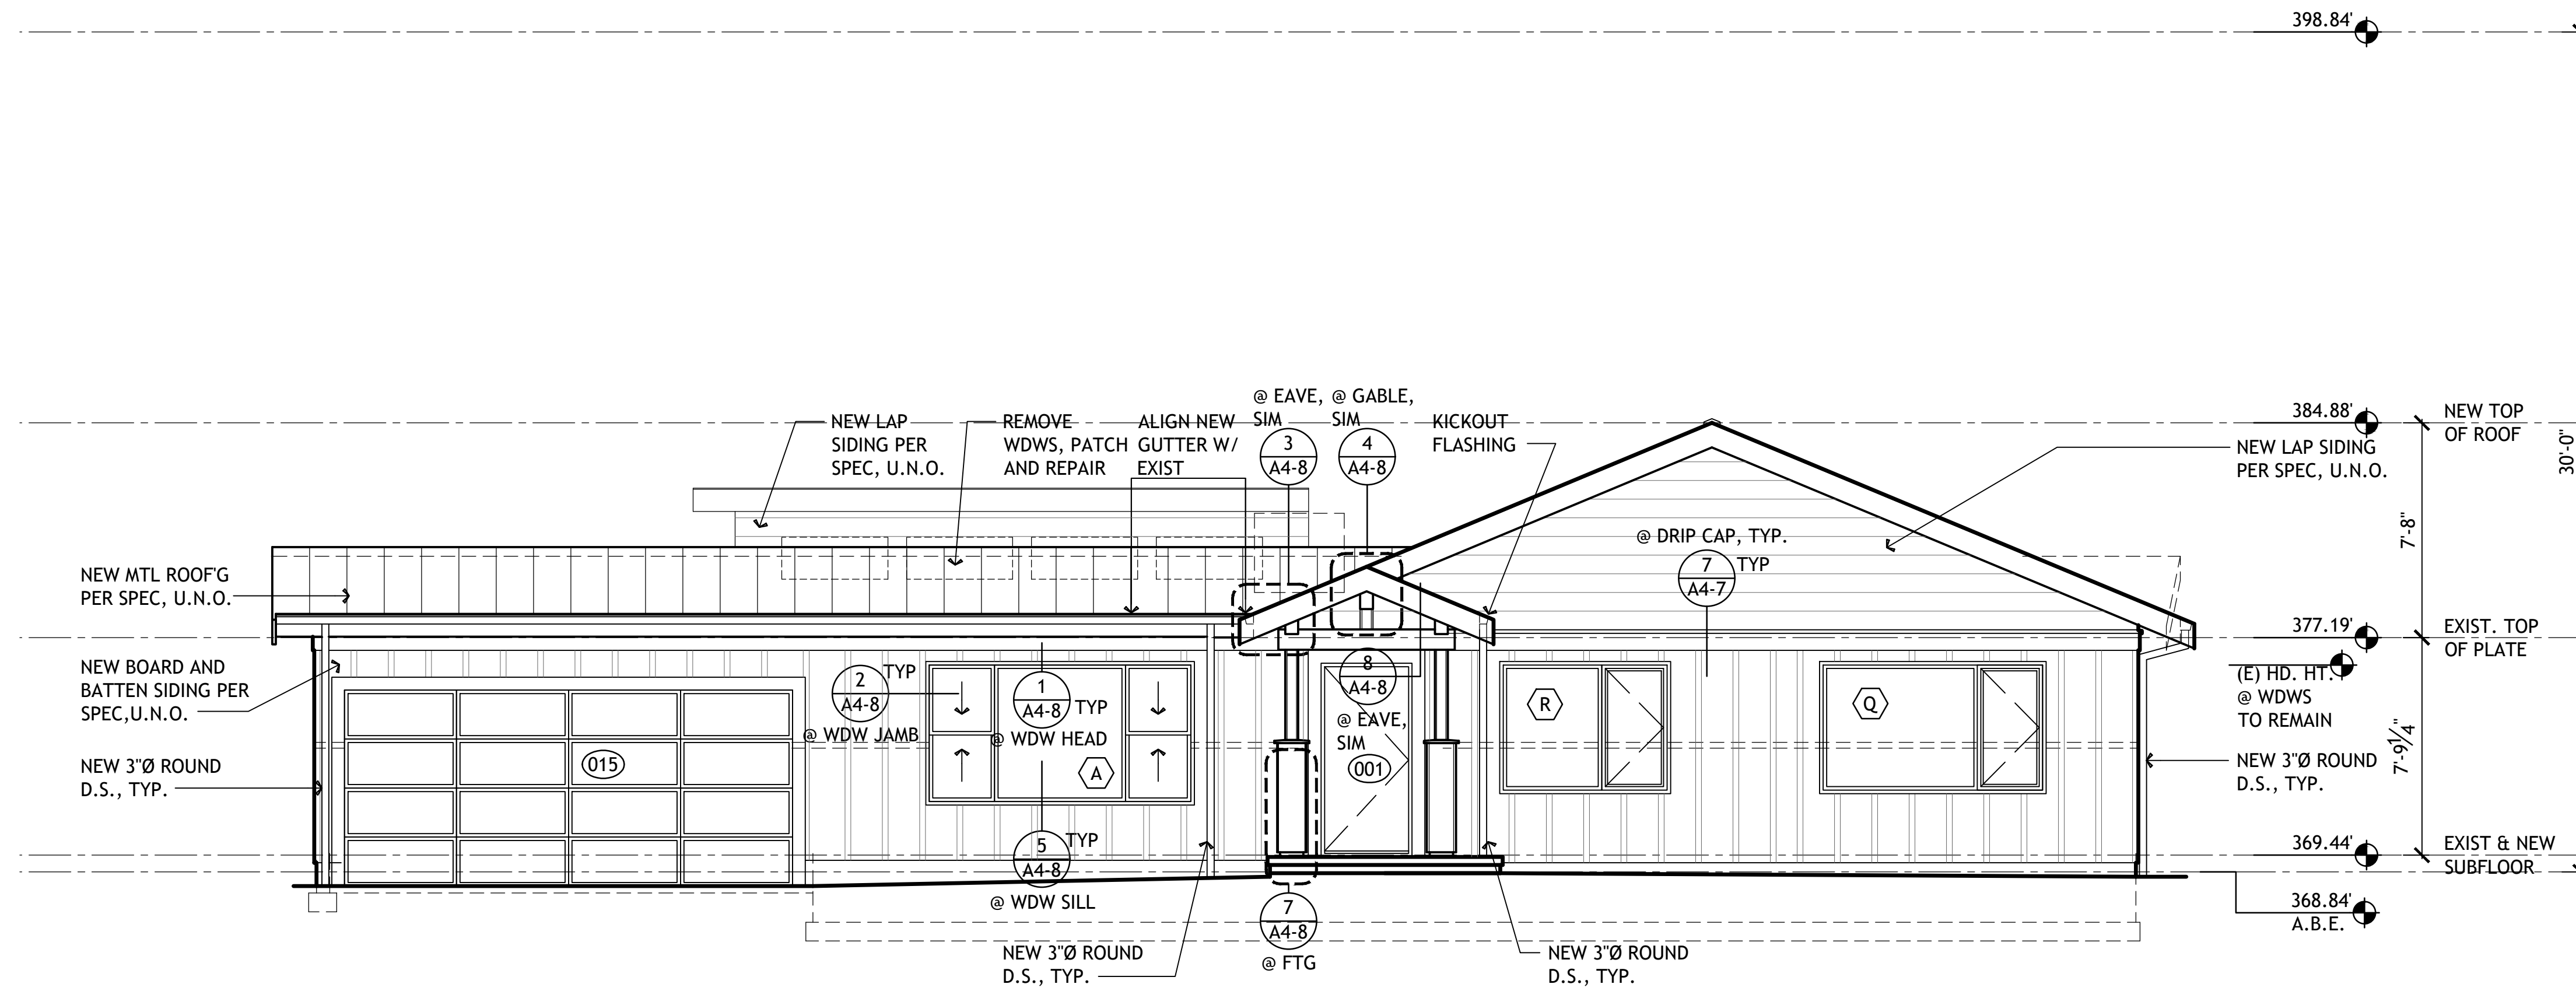 398.84'
@ EAVE,
SIM
@ GABLE,
SIM
NEW LAP
SIDING PER
SPEC, U.N.O.
REMOVE
WDWS, PATCH
AND REPAIR
ALIGN NEW
GUTTER W/
EXIST
3
A4-8
4
A4-8
KICKOUT
FLASHING
384.88'
NEW TOP
OF ROOF
NEW LAP SIDING
PER SPEC, U.N.O.
30'-0"
7'-8"
@ DRIP CAP, TYP.
7
A4-7
TYP
NEW MTL ROOF'G
PER SPEC, U.N.O.
377.19'
EXIST. TOP
OF PLATE
NEW BOARD AND
BATTEN SIDING PER
SPEC,U.N.O.
2
A4-8
TYP
@ WDW JAMB
1
A4-8
TYP
@ WDW HEAD
8
A4-8
@ EAVE,
SIM
001
R
Q
A
015
(E) HD. HT.
@ WDWS
TO REMAIN
7'-9 1/4"
NEW 3"Ø ROUND
D.S., TYP.
NEW 3"Ø ROUND
D.S., TYP.
5
A4-8
TYP
@ WDW SILL
369.44'
EXIST & NEW
SUBFLOOR
368.84'
A.B.E.
7
A4-8
@ FTG
NEW 3"Ø ROUND
D.S., TYP.
NEW 3"Ø ROUND
D.S., TYP.